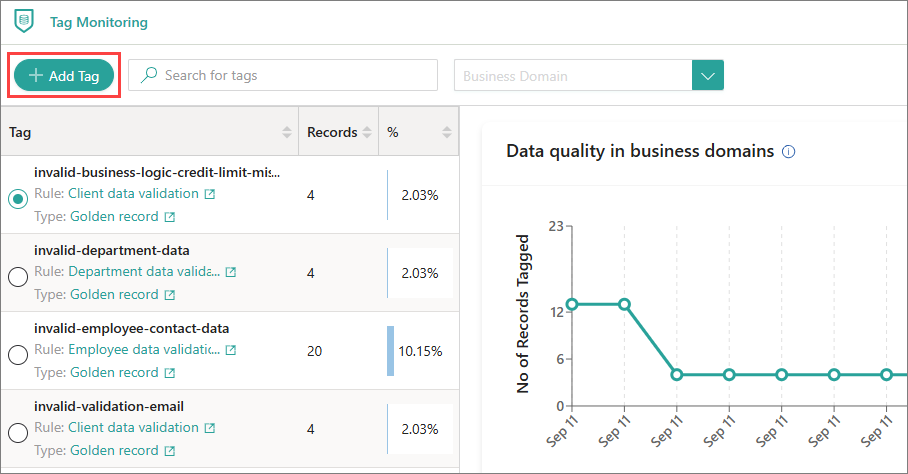 Tag Monitoring
Add Tag
Search for tags
Business Domain
Tag Records %
invalid-business-logic-credit-limit-mis...
Rule: Client data validation
Type: Golden record
4 2.03%
invalid-department-data
Rule: Department data valida...
Type: Golden record
4 2.03%
invalid-employee-contact-data
Rule: Employee data validatic...
Type: Golden record
20 10.15%
invalid-validation-email
Rule: Client data validation
Type: Golden record
4 2.03%
Data quality in business domains
No of Records Tagged
23
12
6
0
Sep 11
Sep 11
Sep 11
Sep 11
Sep 11
Sep 11
Sep 11